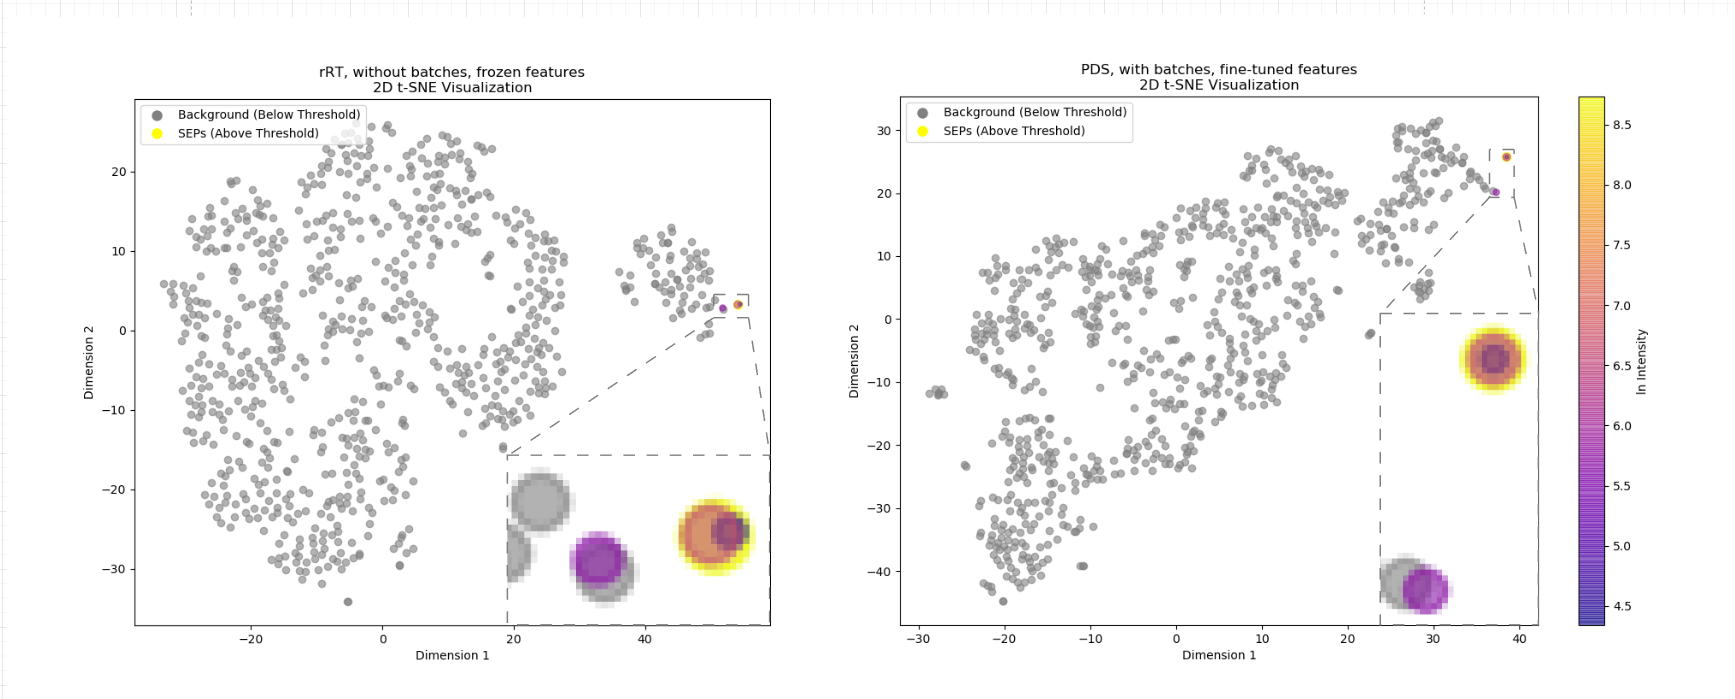 rRT, without batches, frozen features
2D t-SNE Visualization
Background (Below Threshold)
SEPs (Above Threshold)
20
10
0
−10
−20
−30
Dimension 2
−20
0
20
40
Dimension 1
PDS, with batches, fine-tuned features
2D t-SNE Visualization
Background (Below Threshold)
SEPs (Above Threshold)
30
20
10
0
−10
−20
−30
−40
Dimension 2
−30
−20
−10
0
10
20
30
40
Dimension 1
8.5
8.0
7.5
7.0
6.5
6.0
5.5
5.0
4.5
ln Intensity